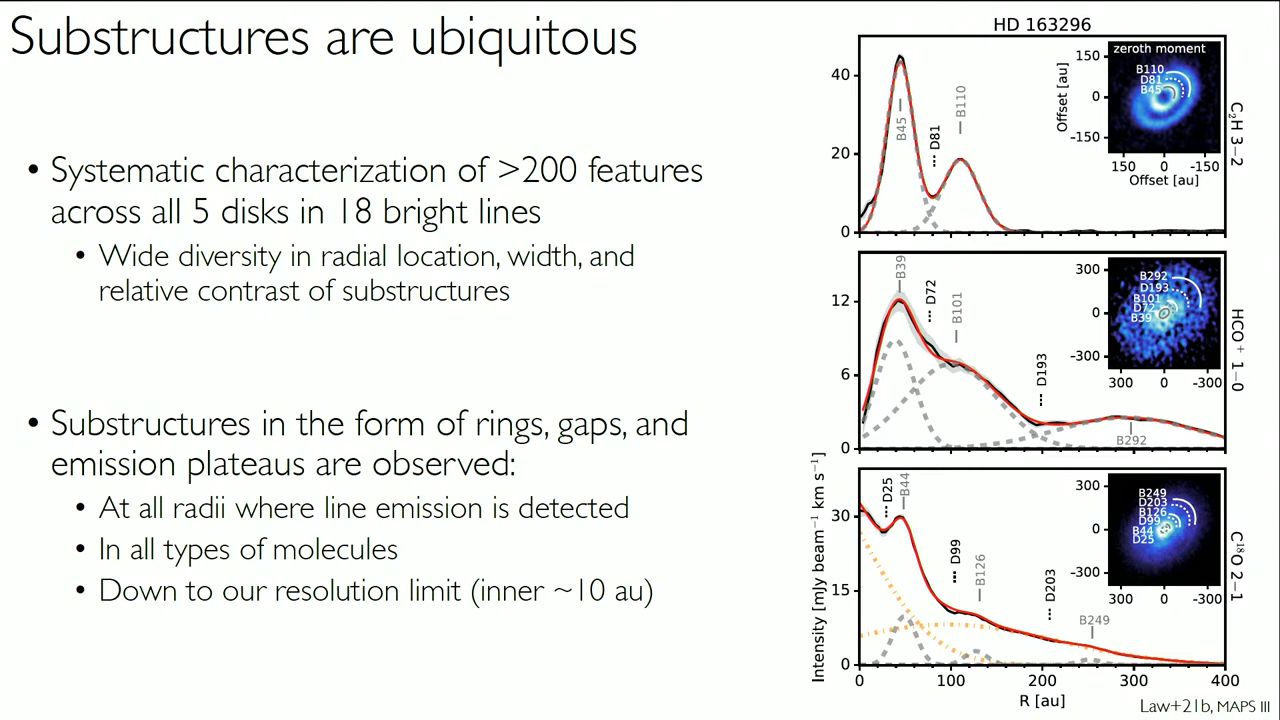 Substructures are ubiquitous
• Systematic characterization of >200 features
across all 5 disks in 18 bright lines
• Wide diversity in radial location, width, and
relative contrast of substructures
• Substructures in the form of rings, gaps, and
emission plateaus are observed:
• At all radii where line emission is detected
• In all types of molecules
• Down to our resolution limit (inner ~10 au)
HD 163296
40
20
0
B45
D81
B110
zeroth moment
B110
D81
B45
150
0
-150
Offset [au]
150 0 -150
Offset [au]
C₂H 3−2
12
6
0
B39
D72
B101
D193
B292
B292
D193
B101
D72
B39
300
0
-300
300 0 -300
HCO⁺ 1−0
30
15
0
D25
B44
D99
B126
D203
B249
B249
D203
B126
D99
B44
D25
300
0
-300
300 0 -300
C¹⁸O 2−1
Intensity [mJy beam⁻¹ km s⁻¹]
0 100 200 300 400
R [au]
Law+21b, MAPS III